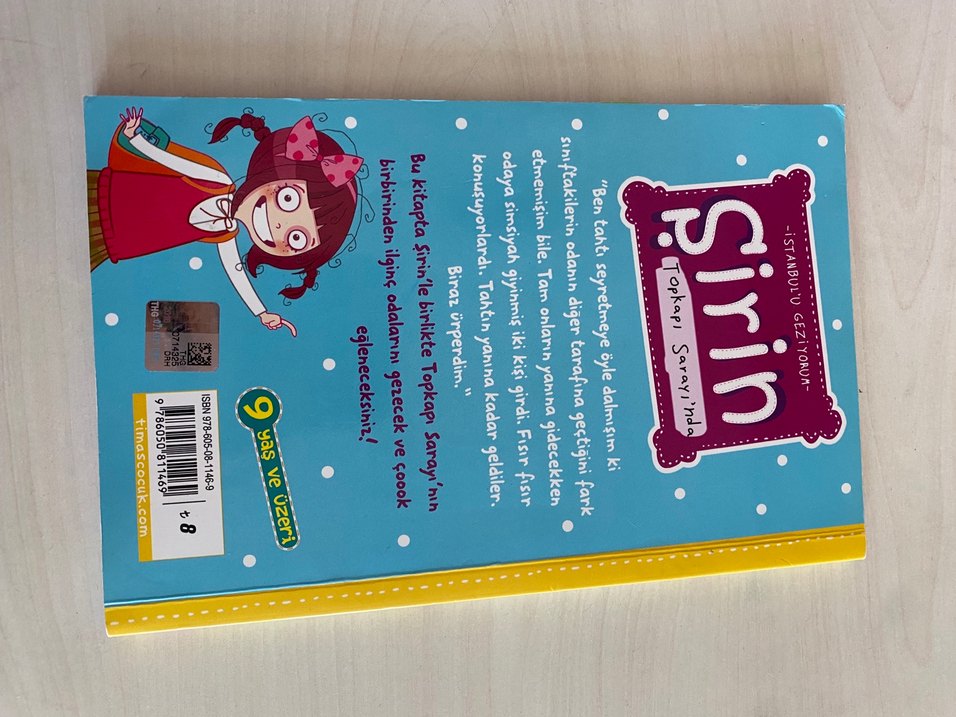 -İSTANBUL'U GEZİYORUM-
Şirin
Topkapı Sarayı'nda
"Ben tahtı seyretmeye öyle dalmışım ki
sınıftakilerin odanın diğer tarafına geçtiğini fark
etmemişim bile. Tam onların yanına gidecekken
odaya simsiyah giyinmiş iki kişi girdi. Fısır fısır
konuşuyorlardı. Tahtın yanına kadar geldiler.
Biraz ürperdim."
Bu kitapta Şirin'le birlikte Topkapı Sarayı'nın
birbirinden ilginç odalarını gezecek ve çoook
eğleneceksiniz!
9 yaş ve üzeri
ISBN 978-605-08-1146-9
9 786050 811469
₺ 8
timascocuk.com